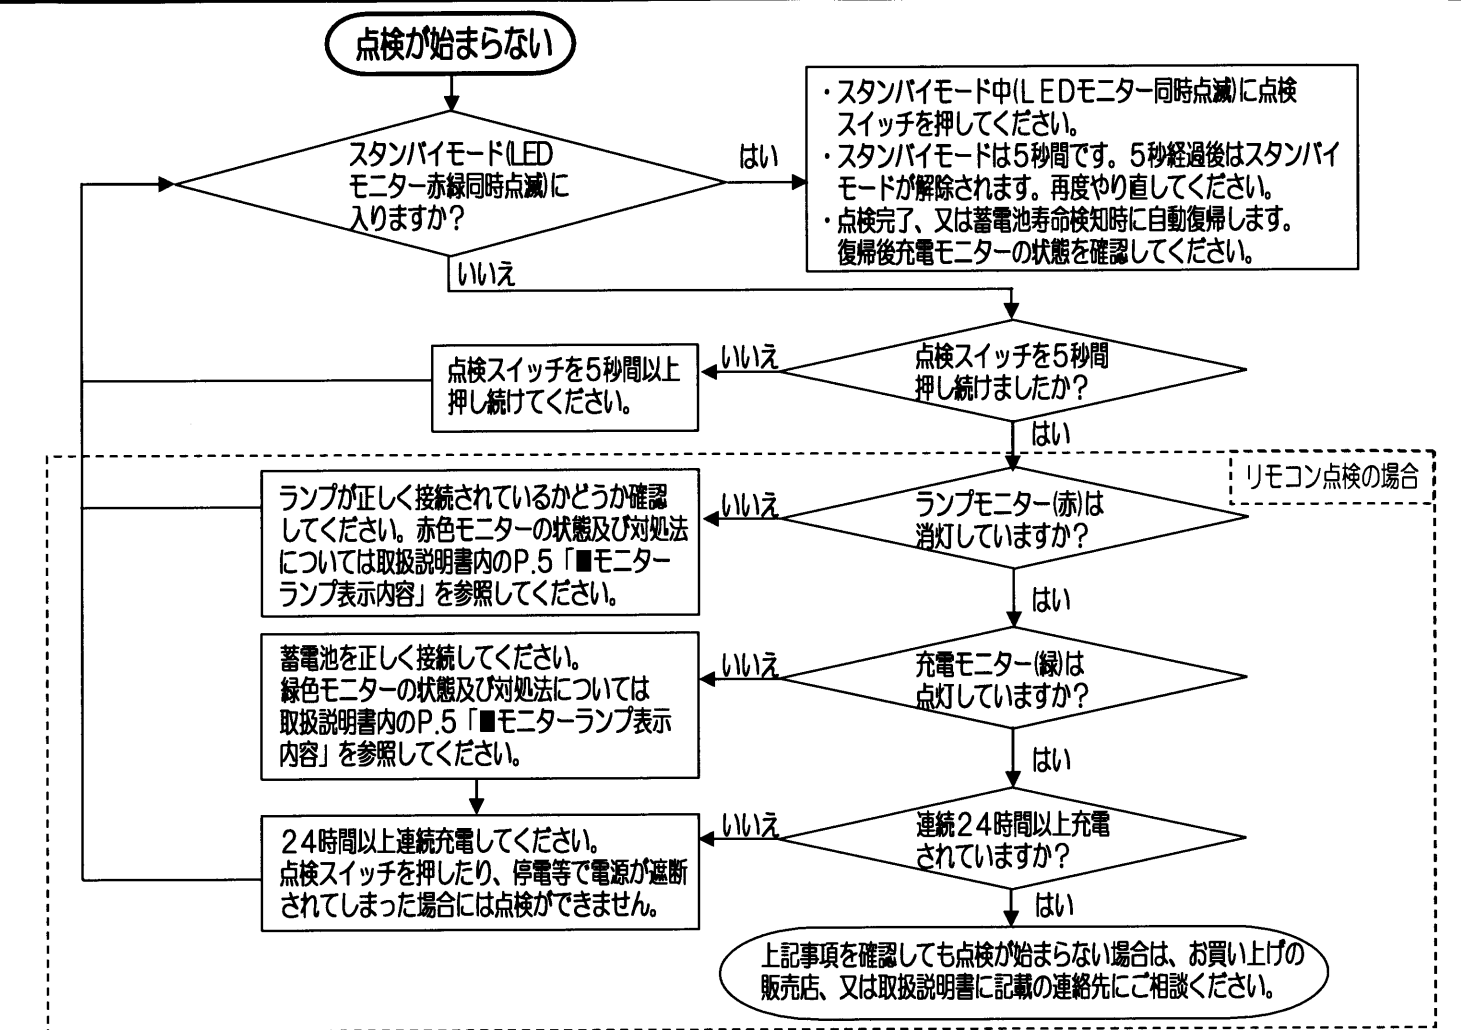 点検が始まらない
スタンバイモード(LED
モニター赤緑同時点滅)に
入りますか？
はい
・スタンバイモード中(ＬＥＤモニター同時点滅)に点検
スイッチを押してください。
・スタンバイモードは５秒間です。５秒経過後はスタンバイ
モードが解除されます。再度やり直してください。
・点検完了、又は蓄電池寿命検知時に自動復帰します。
復帰後充電モニターの状態を確認してください。
いいえ
点検スイッチを５秒間
押し続けましたか？
いいえ
点検スイッチを５秒間以上
押し続けてください。
はい
リモコン点検の場合
ランプモニター(赤)は
消灯していますか？
いいえ
ランプが正しく接続されているかどうか確認
してください。赤色モニターの状態及び対処法
については取扱説明書内のＰ.５「■モニター
ランプ表示内容」を参照してください。
はい
充電モニター(緑)は
点灯していますか？
いいえ
蓄電池を正しく接続してください。
緑色モニターの状態及び対処法については
取扱説明書内のＰ.５「■モニターランプ表示
内容」を参照してください。
はい
連続２４時間以上充電
されていますか？
いいえ
２４時間以上連続充電してください。
点検スイッチを押したり、停電等で電源が遮断
されてしまった場合には点検ができません。
はい
上記事項を確認しても点検が始まらない場合は、お買い上げの
販売店、又は取扱説明書に記載の連絡先にご相談ください。